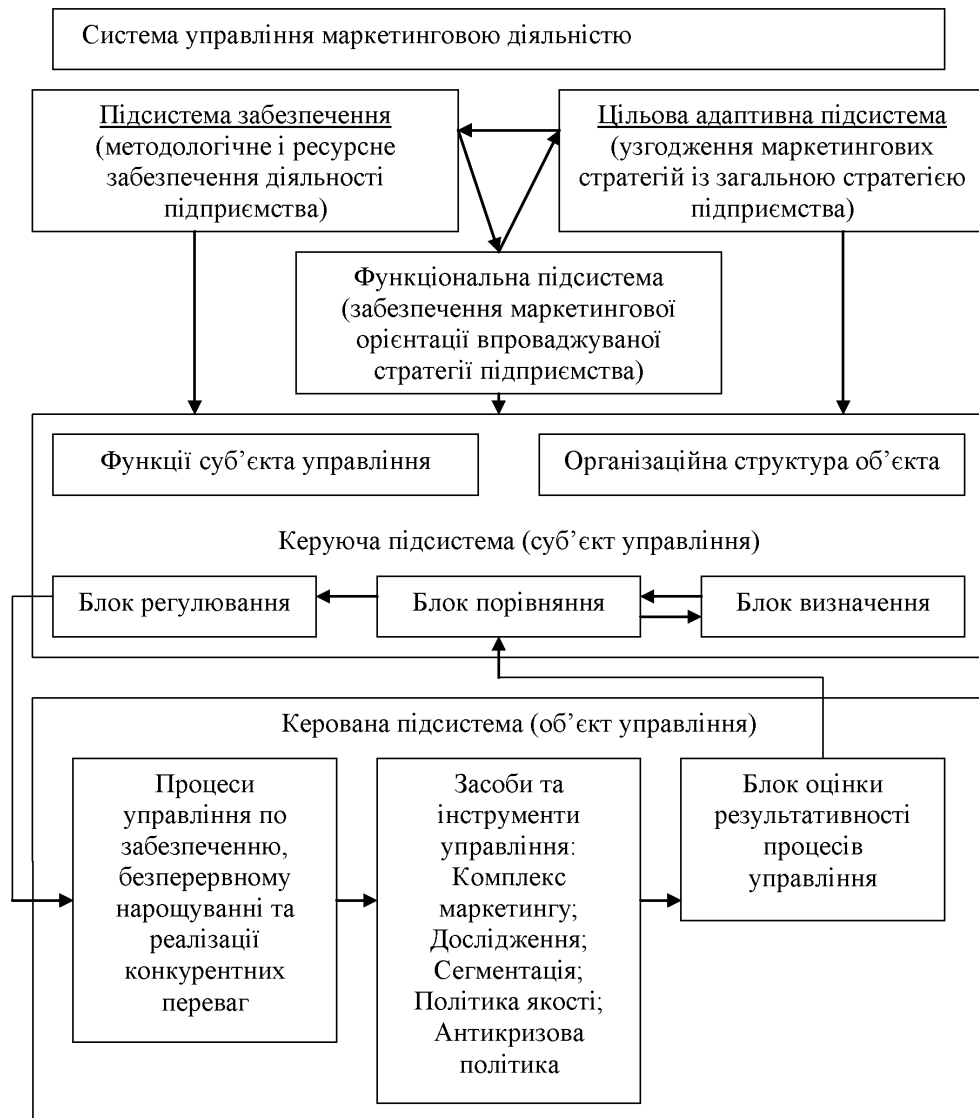 Система управління маркетинговою діяльністю
Підсистема забезпечення
(методологічне і ресурсне
забезпечення діяльності
підприємства)
Цільова адаптивна підсистема
(узгодження маркетингових
стратегій із загальною стратегією
підприємства)
Функціональна підсистема
(забезпечення маркетингової
орієнтації впроваджуваної
стратегії підприємства)
Функції суб’єкта управління
Організаційна структура об’єкта
Керуюча підсистема (суб’єкт управління)
Блок регулювання
Блок порівняння
Блок визначення
Керована підсистема (об’єкт управління)
Процеси
управління по
забезпеченню,
безперервному
нарощуванні та
реалізації
конкурентних
переваг
Засоби та
інструменти
управління:
Комплекс
маркетингу;
Дослідження;
Сегментація;
Політика якості;
Антикризова
політика
Блок оцінки
результативності
процесів
управління